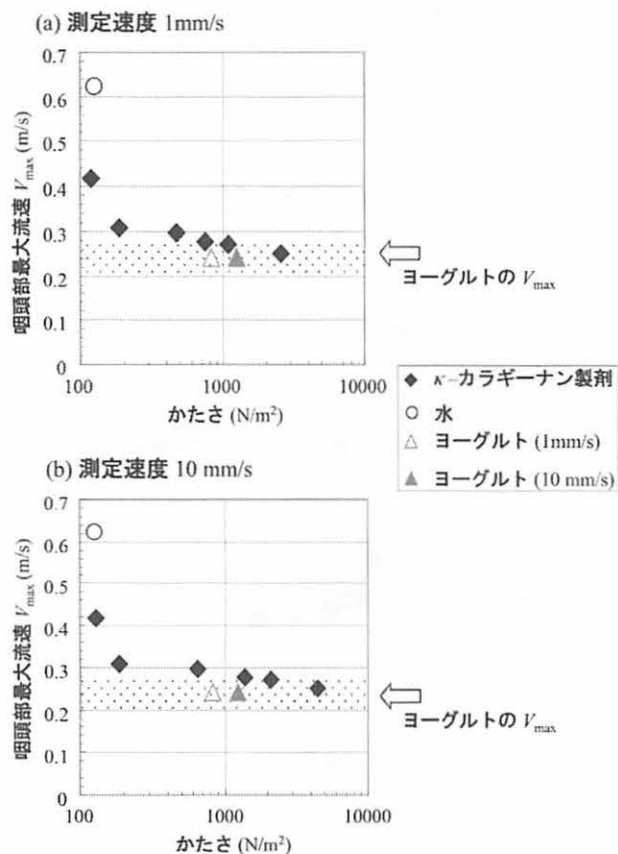 (a) 測定速度 1mm/s
0.7
0.6
0.5
0.4
0.3
0.2
0.1
0
咽頭部最大流速 Vmax (m/s)
100 1000 10000
かたさ (N/m²)
ヨーグルトの Vmax
κ-カラギーナン製剤
水
ヨーグルト (1mm/s)
ヨーグルト (10 mm/s)
(b) 測定速度 10 mm/s
0.7
0.6
0.5
0.4
0.3
0.2
0.1
0
咽頭部最大流速 Vmax (m/s)
100 1000 10000
かたさ (N/m²)
ヨーグルトの Vmax